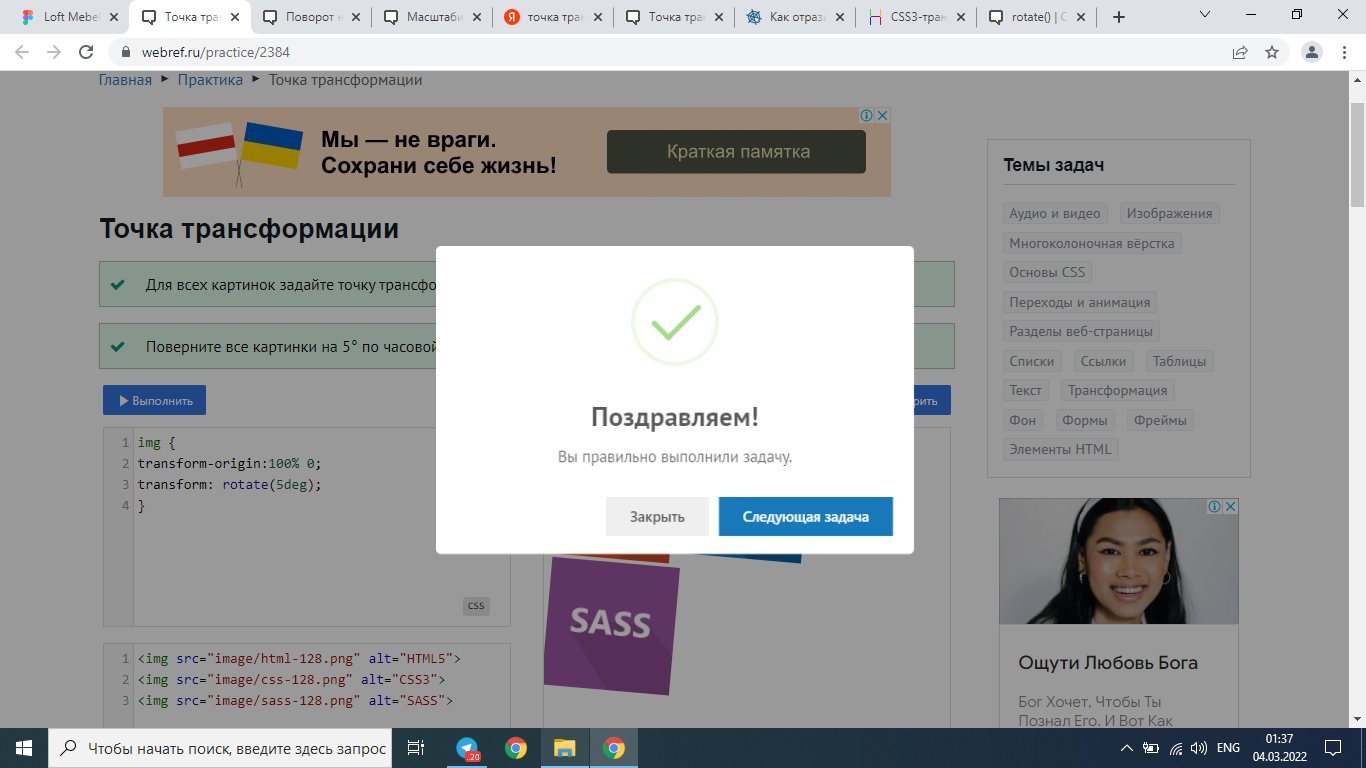 Loft Mebel
Точка тран
Поворот н
Масштаби
точка тран
Точка тран
Как отрази
CSS3-тран
rotate() | C
webref.ru/practice/2384
Главная ▸ Практика ▸ Точка трансформации
Мы — не враги.
Сохрани себе жизнь!
Краткая памятка
Точка трансформации
Для всех картинок задайте точку трансфо
Поверните все картинки на 5° по часовой
Выполнить
рить
1 img {
2 transform-origin:100% 0;
3 transform: rotate(5deg);
4 }
CSS
1 <img src="image/html-128.png" alt="HTML5">
2 <img src="image/css-128.png" alt="CSS3">
3 <img src="image/sass-128.png" alt="SASS">
Поздравляем!
Вы правильно выполнили задачу.
Закрыть
Следующая задача
SASS
Темы задач
Аудио и видео Изображения
Многоколоночная вёрстка
Основы CSS
Переходы и анимация
Разделы веб-страницы
Списки Ссылки Таблицы
Текст Трансформация
Фон Формы Фреймы
Элементы HTML
Ощути Любовь Бога
Бог Хочет, Чтобы Ты
Познал Его. И Вот Как
Чтобы начать поиск, введите здесь запрос
.20
ENG
01:37
04.03.2022